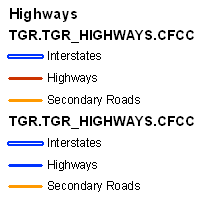 Highways
TGR.TGR_HIGHWAYS.CFCC
Interstates
Highways
Secondary Roads
TGR.TGR_HIGHWAYS.CFCC
Interstates
Highways
Secondary Roads